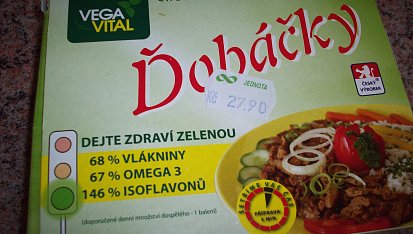 VEGA
VITAL
Ďobáčky
JEDNOTA
Kč 27.90
ČESKÝ
VÝROBEK
DEJTE ZDRAVÍ ZELENOU
68 % VLÁKNINY
67 % OMEGA 3
146 % ISOFLAVONŮ
(doporučené denní množství dospělého - 1 balení)
ŠETŘÍME VÁŠ ČAS
PŘÍPRAVA
5 MIN